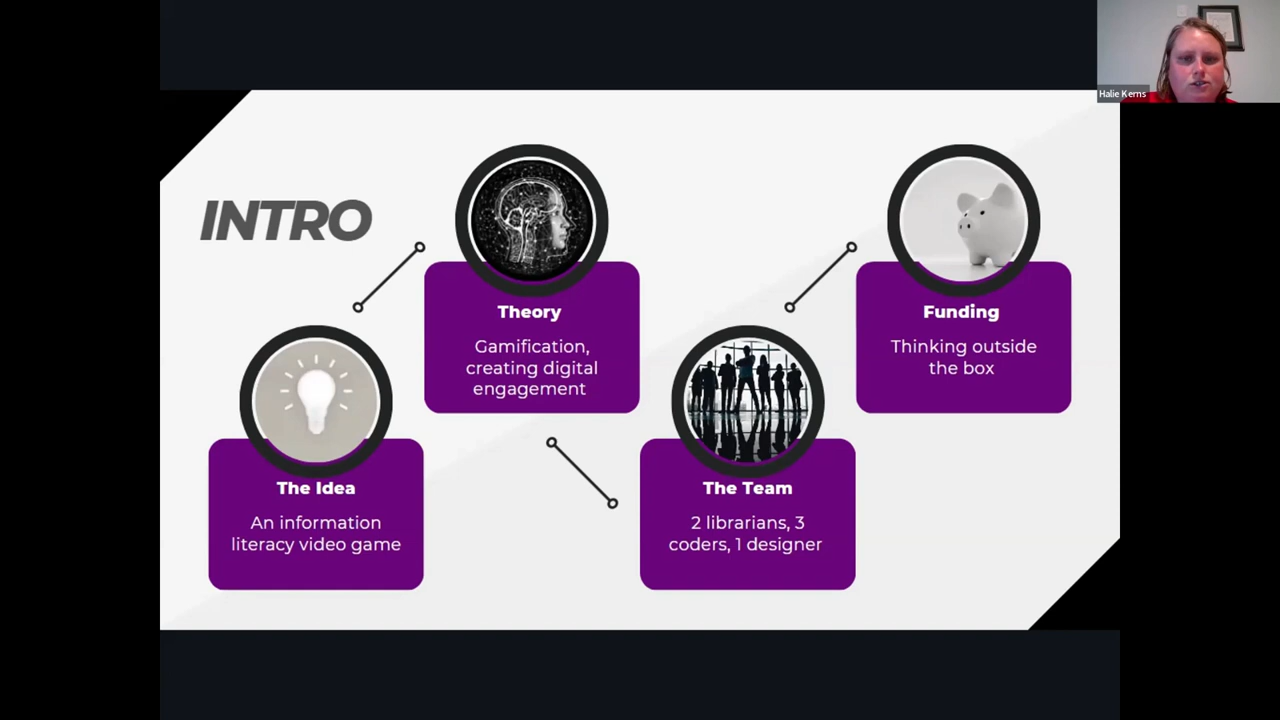 Halie Kerns
INTRO
Theory
Gamification,
creating digital
engagement
Funding
Thinking outside
the box
The Idea
An information
literacy video game
The Team
2 librarians, 3
coders, 1 designer